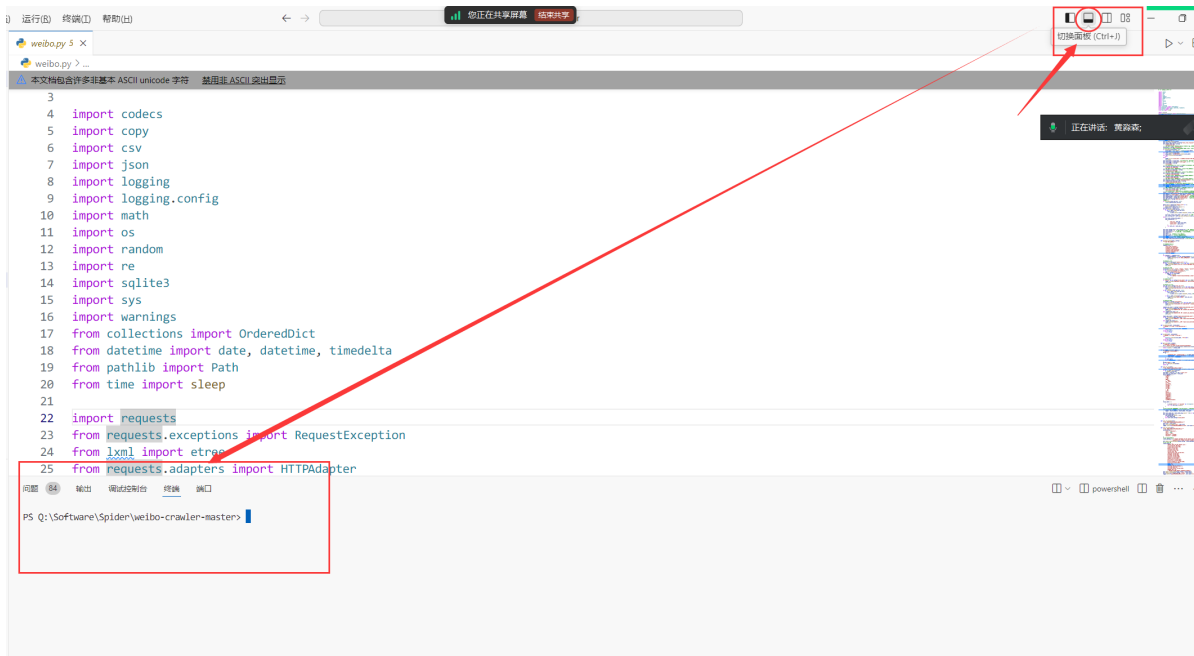 运行(R) 终端(T) 帮助(H)
您正在共享屏幕 结束共享
切换面板 (Ctrl+J)
weibo.py 5
weibo.py > ...
本文档包含许多非基本 ASCII unicode 字符 禁用非 ASCII 突出显示
正在讲话: 黄淼森;
3
4 import codecs
5 import copy
6 import csv
7 import json
8 import logging
9 import logging.config
10 import math
11 import os
12 import random
13 import re
14 import sqlite3
15 import sys
16 import warnings
17 from collections import OrderedDict
18 from datetime import date, datetime, timedelta
19 from pathlib import Path
20 from time import sleep
21
22 import requests
23 from requests.exceptions import RequestException
24 from lxml import etree
25 from requests.adapters import HTTPAdapter
问题 84 输出 调试控制台 终端 端口
powershell
PS Q:\Software\Spider\weibo-crawler-master>